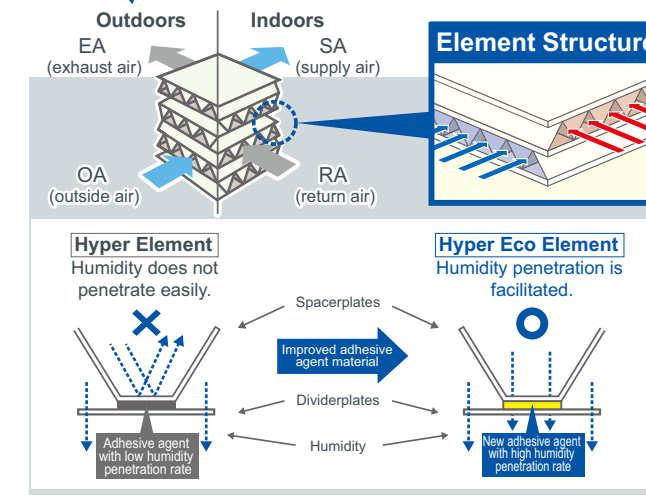 Outdoors
Indoors
EA
(exhaust air)
SA
(supply air)
Element Structure
OA
(outside air)
RA
(return air)
Hyper Element
Humidity does not
penetrate easily.
Hyper Eco Element
Humidity penetration is
facilitated.
Spacerplates
Improved adhesive
agent material
Dividerplates
Humidity
Adhesive agent
with low humidity
penetration rate
New adhesive agent
with high humidity
penetration rate